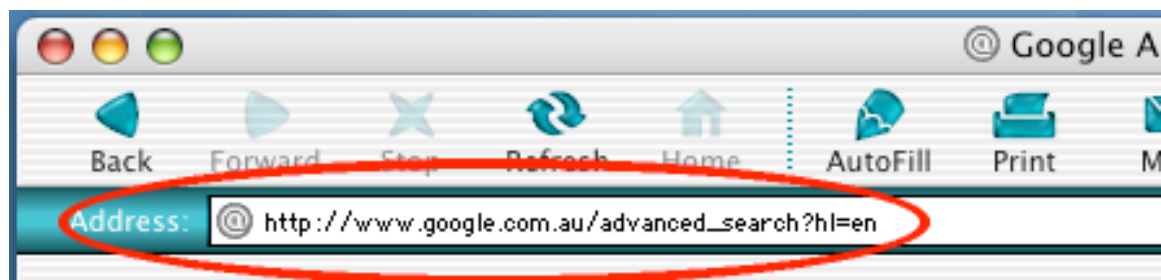 Google A
Back Forward Stop Refresh Home AutoFill Print M
Address: http://www.google.com.au/advanced_search?hl=en